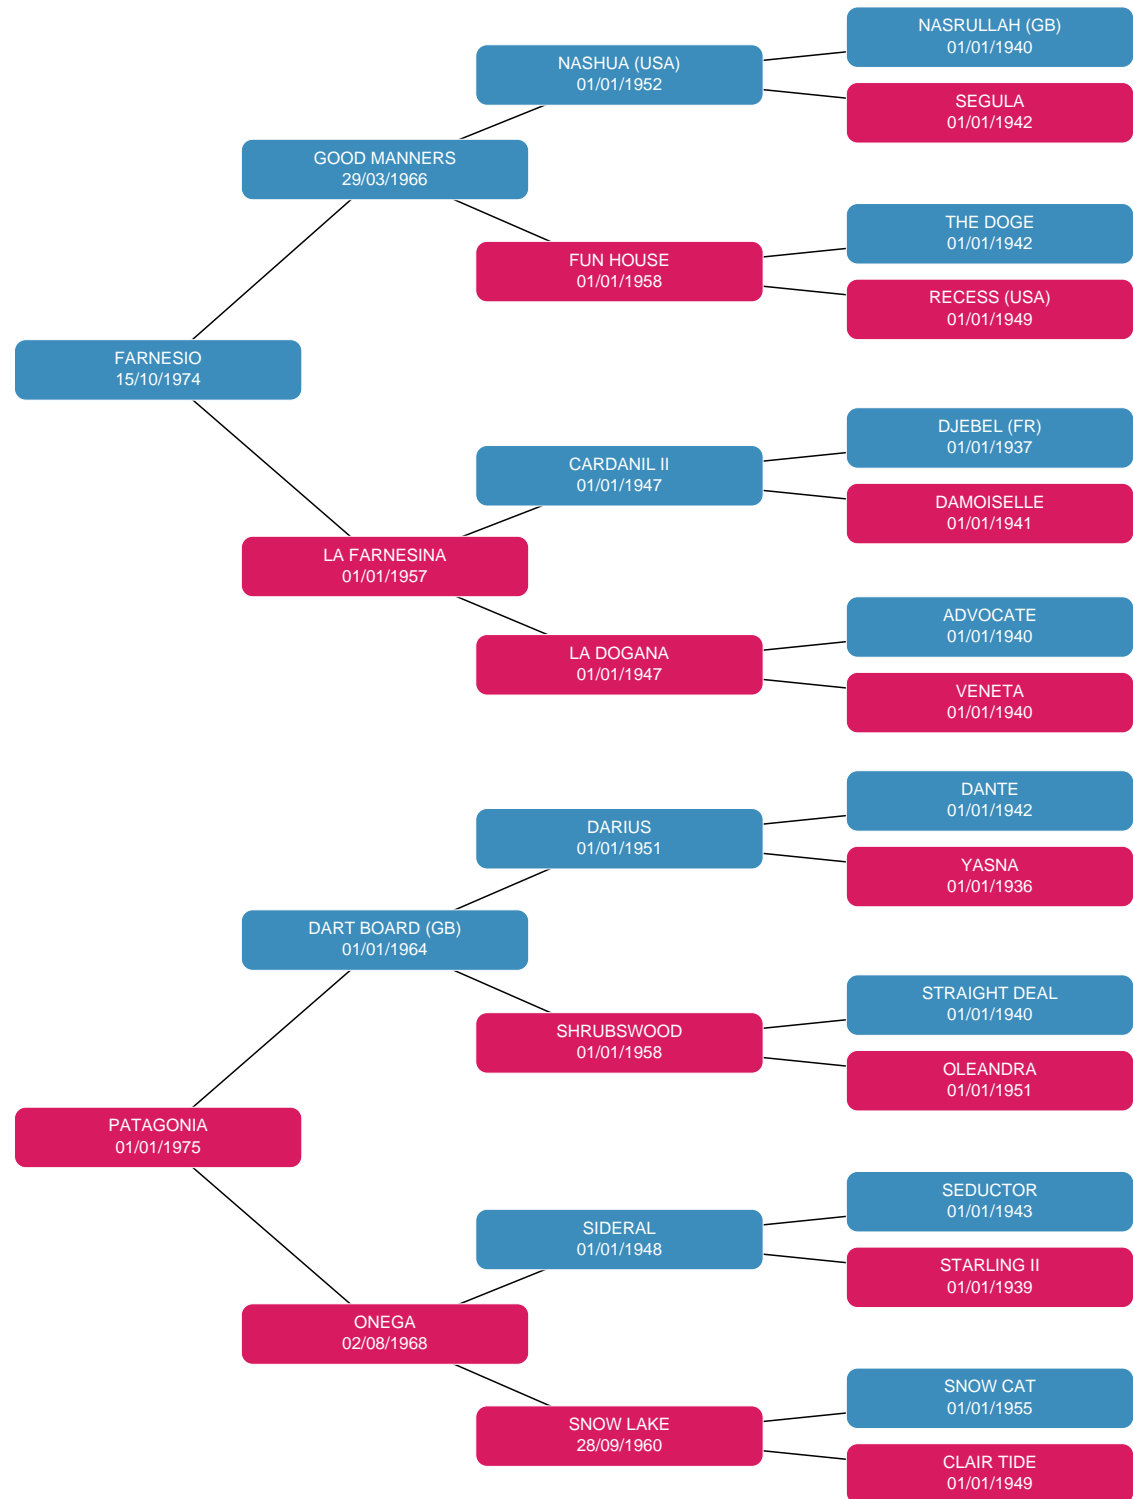 NASRULLAH (GB)
01/01/1940
NASHUA (USA)
01/01/1952
SEGULA
01/01/1942
GOOD MANNERS
29/03/1966
THE DOGE
01/01/1942
FUN HOUSE
01/01/1958
RECESS (USA)
01/01/1949
FARNESIO
15/10/1974
DJEBEL (FR)
01/01/1937
CARDANIL II
01/01/1947
DAMOISELLE
01/01/1941
LA FARNESINA
01/01/1957
ADVOCATE
01/01/1940
LA DOGANA
01/01/1947
VENETA
01/01/1940
DANTE
01/01/1942
DARIUS
01/01/1951
YASNA
01/01/1936
DART BOARD (GB)
01/01/1964
STRAIGHT DEAL
01/01/1940
SHRUBSWOOD
01/01/1958
OLEANDRA
01/01/1951
PATAGONIA
01/01/1975
SEDUCTOR
01/01/1943
SIDERAL
01/01/1948
STARLING II
01/01/1939
ONEGA
02/08/1968
SNOW CAT
01/01/1955
SNOW LAKE
28/09/1960
CLAIR TIDE
01/01/1949